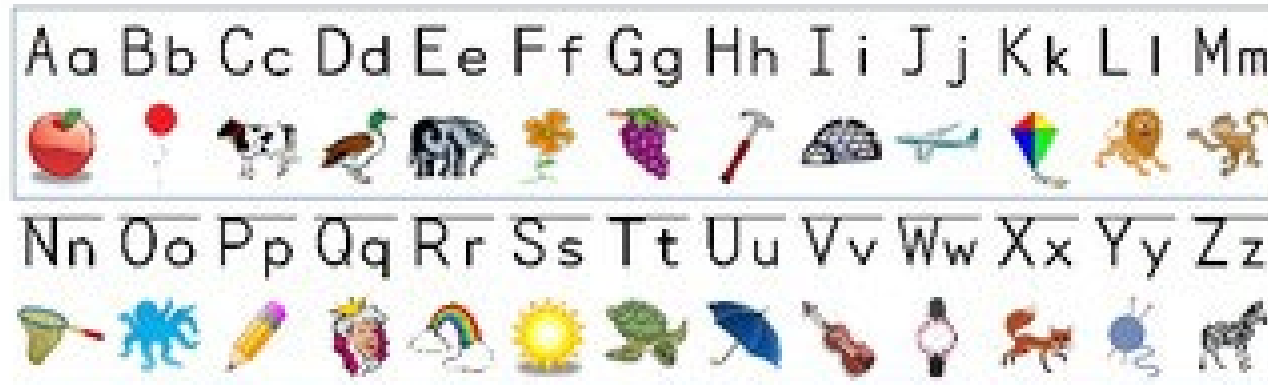 Aa Bb Cc Dd Ee Ff Gg Hh Ii Jj Kk Ll Mm
Nn Oo Pp Qq Rr Ss Tt Uu Vv Ww Xx Yy Zz